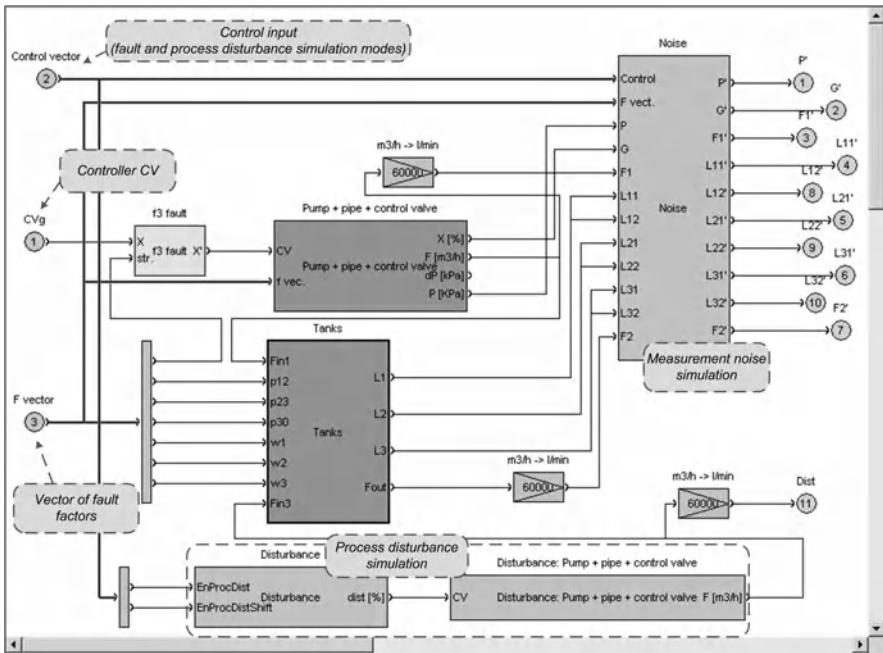 Control input
(fault and process disturbance simulation modes)
Control vector
2
Controller CV
CVg
1
f3 fault
X
f3 fault
X'
str.
m3/h -> l/min
60000
Pump + pipe + control valve
CV
Pump + pipe + control valve
f vec.
X [%]
F [m3/h]
dP [kPa]
P [KPa]
Noise
Control
F vect.
P
G
F1
L11
L12
L21
L22
L31
L32
F2
Noise
P'
G'
F1'
L11'
L12'
L21'
L22'
L31'
L32'
F2'
P'
1
G'
2
F1'
3
L11'
4
L12'
8
L21'
5
L22'
9
L31'
6
L32'
10
F2'
7
Measurement noise
simulation
F vector
3
Vector of fault
factors
Tanks
Fin1
p12
p23
p30
w1
w2
w3
Fin3
Tanks
L1
L2
L3
Fout
m3/h -> l/min
60000
m3/h -> l/min
60000
Dist
11
Process disturbance
simulation
Disturbance
EnProcDist
EnProcDistShift
Disturbance
dist [%]
Disturbance: Pump + pipe + control valve
CV
Disturbance: Pump + pipe + control valve
F [m3/h]